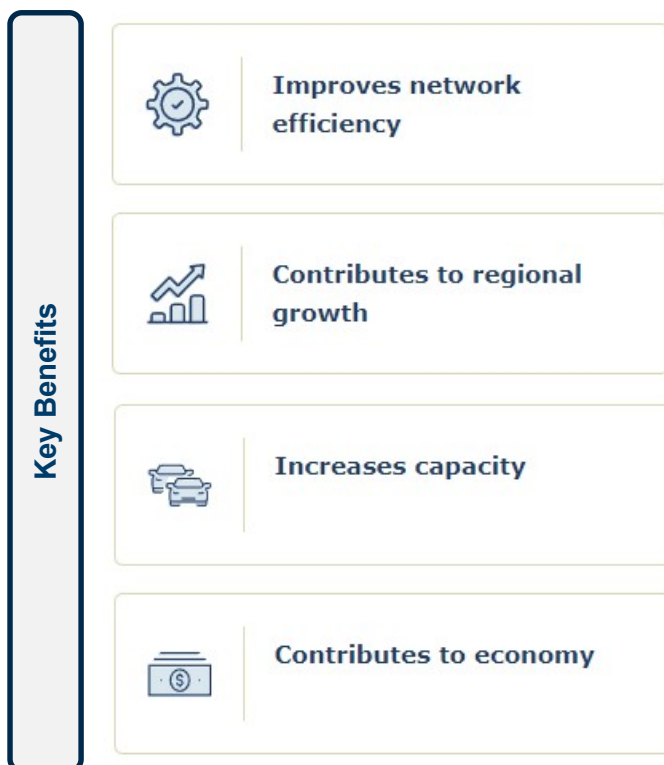 Key Benefits
Improves network
efficiency
Contributes to regional
growth
Increases capacity
Contributes to economy
$